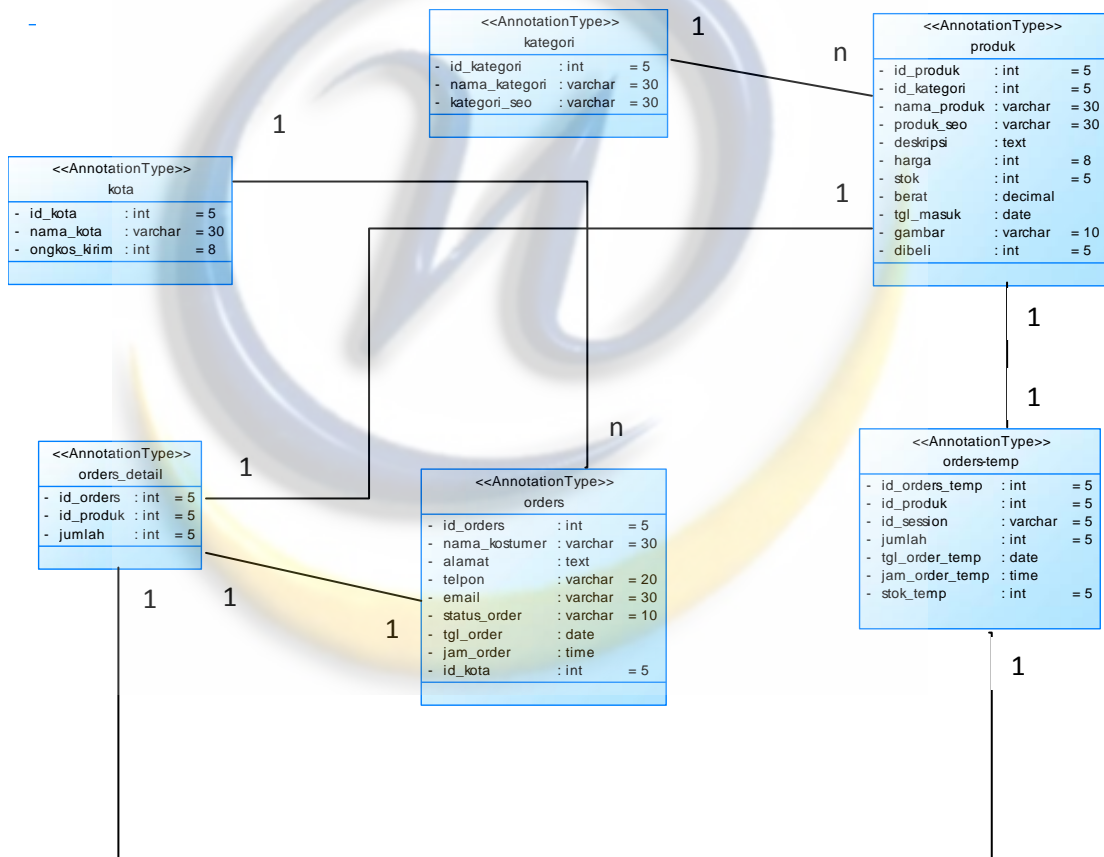 <<AnnotationType>>
kategori
- id_kategori : int = 5
- nama_kategori : varchar = 30
- kategori_seo : varchar = 30
1
n
<<AnnotationType>>
produk
- id_produk : int = 5
- id_kategori : int = 5
- nama_produk : varchar = 30
- produk_seo : varchar = 30
- deskripsi : text
- harga : int = 8
- stok : int = 5
- berat : decimal
- tgl_masuk : date
- gambar : varchar = 10
- dibeli : int = 5
1
<<AnnotationType>>
kota
- id_kota : int = 5
- nama_kota : varchar = 30
- ongkos_kirim : int = 8
1
1
1
n
<<AnnotationType>>
orders_detail
- id_orders : int = 5
- id_produk : int = 5
- jumlah : int = 5
1
1
1
1
<<AnnotationType>>
orders
- id_orders : int = 5
- nama_kostumer : varchar = 30
- alamat : text
- telpon : varchar = 20
- email : varchar = 30
- status_order : varchar = 10
- tgl_order : date
- jam_order : time
- id_kota : int = 5
<<AnnotationType>>
orders-temp
- id_orders_temp : int = 5
- id_produk : int = 5
- id_session : varchar = 5
- jumlah : int = 5
- tgl_order_temp : date
- jam_order_temp : time
- stok_temp : int = 5
1